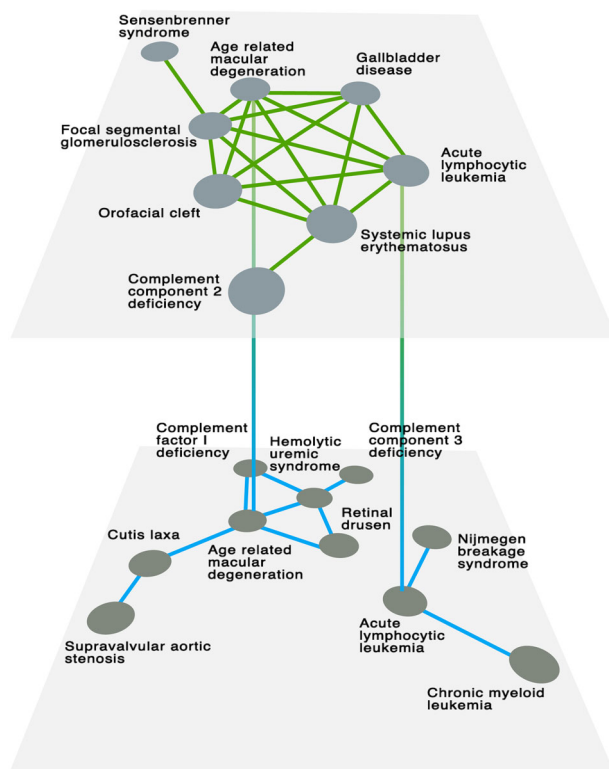 Sensenbrenner
syndrome
Age related
macular
degeneration
Gallbladder
disease
Focal segmental
glomerulosclerosis
Acute
lymphocytic
leukemia
Orofacial cleft
Systemic lupus
erythematosus
Complement
component 2
deficiency
Complement
factor I
deficiency
Hemolytic
uremic
syndrome
Complement
component 3
deficiency
Cutis laxa
Age related
macular
degeneration
Retinal
drusen
Nijmegen
breakage
syndrome
Supravalvular aortic
stenosis
Acute
lymphocytic
leukemia
Chronic myeloid
leukemia